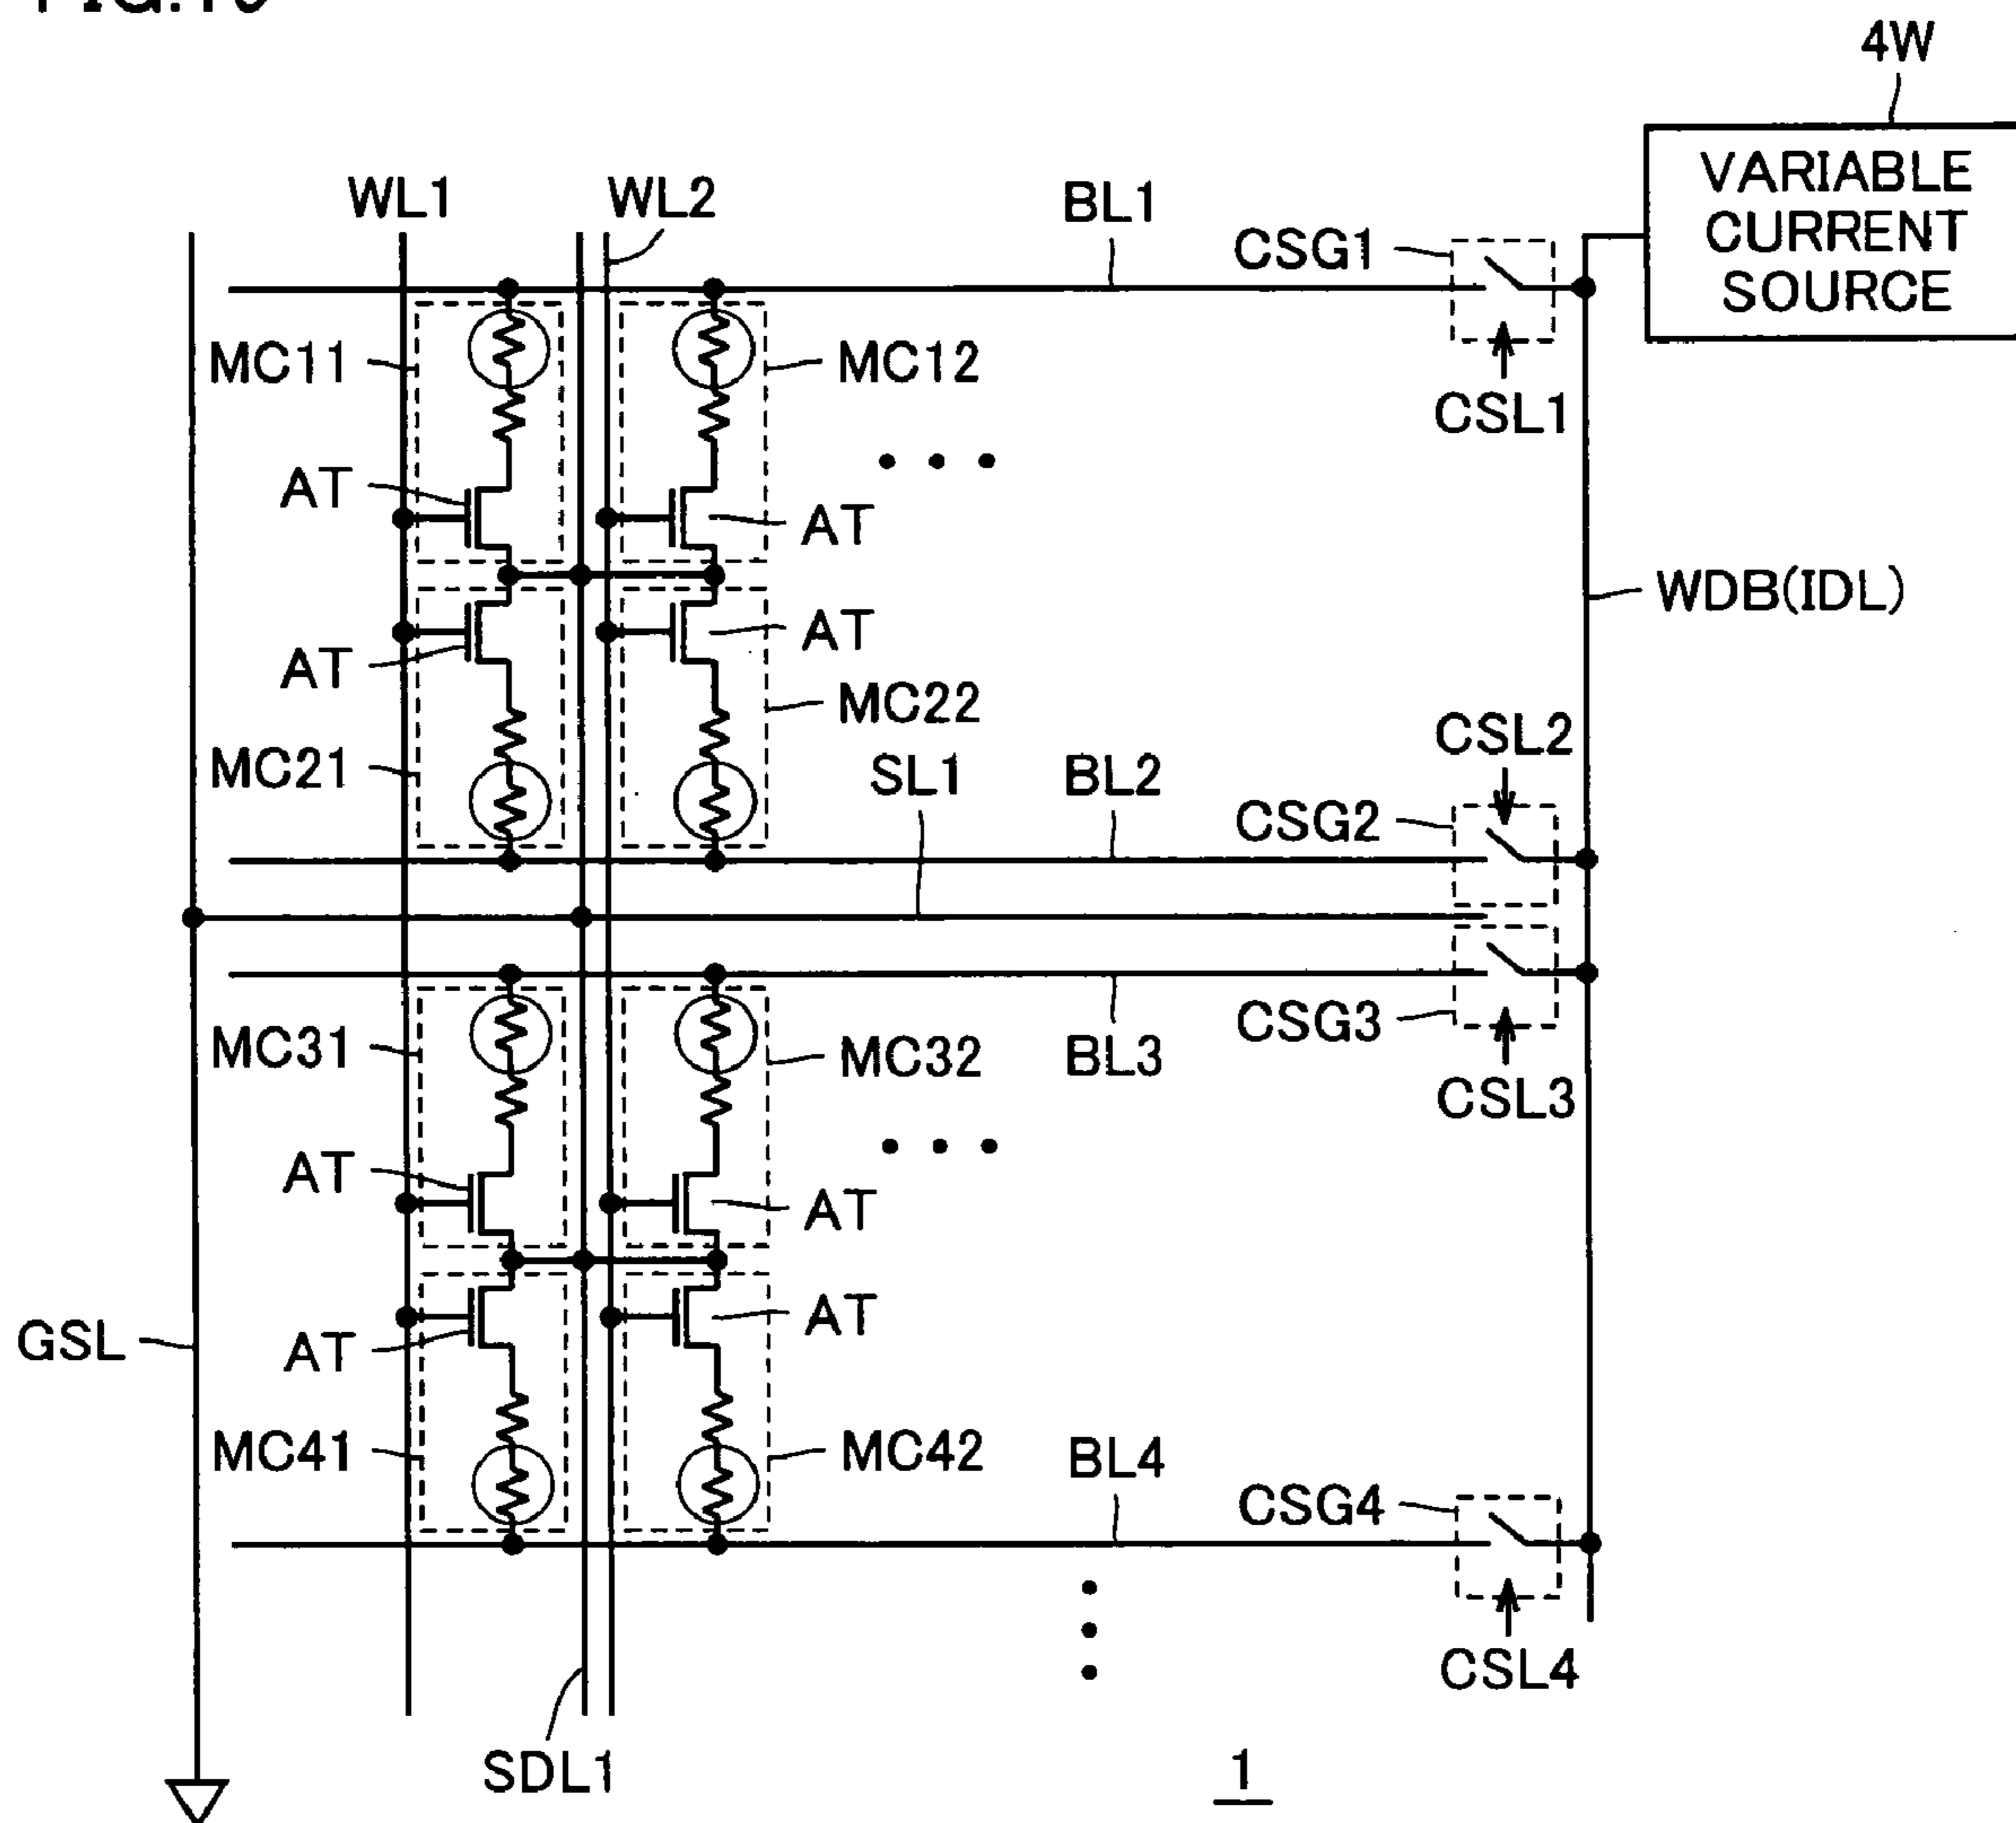 4W
VARIABLE
CURRENT
SOURCE
WL1
WL2
BL1
CSG1
MC11
MC12
CSL1
AT
AT
WDB(IDL)
AT
AT
MC22
CSL2
MC21
SL1
BL2
CSG2
MC31
MC32
BL3
CSG3
CSL3
AT
AT
AT
GSL
AT
MC41
MC42
BL4
CSG4
CSL4
SDL1
1